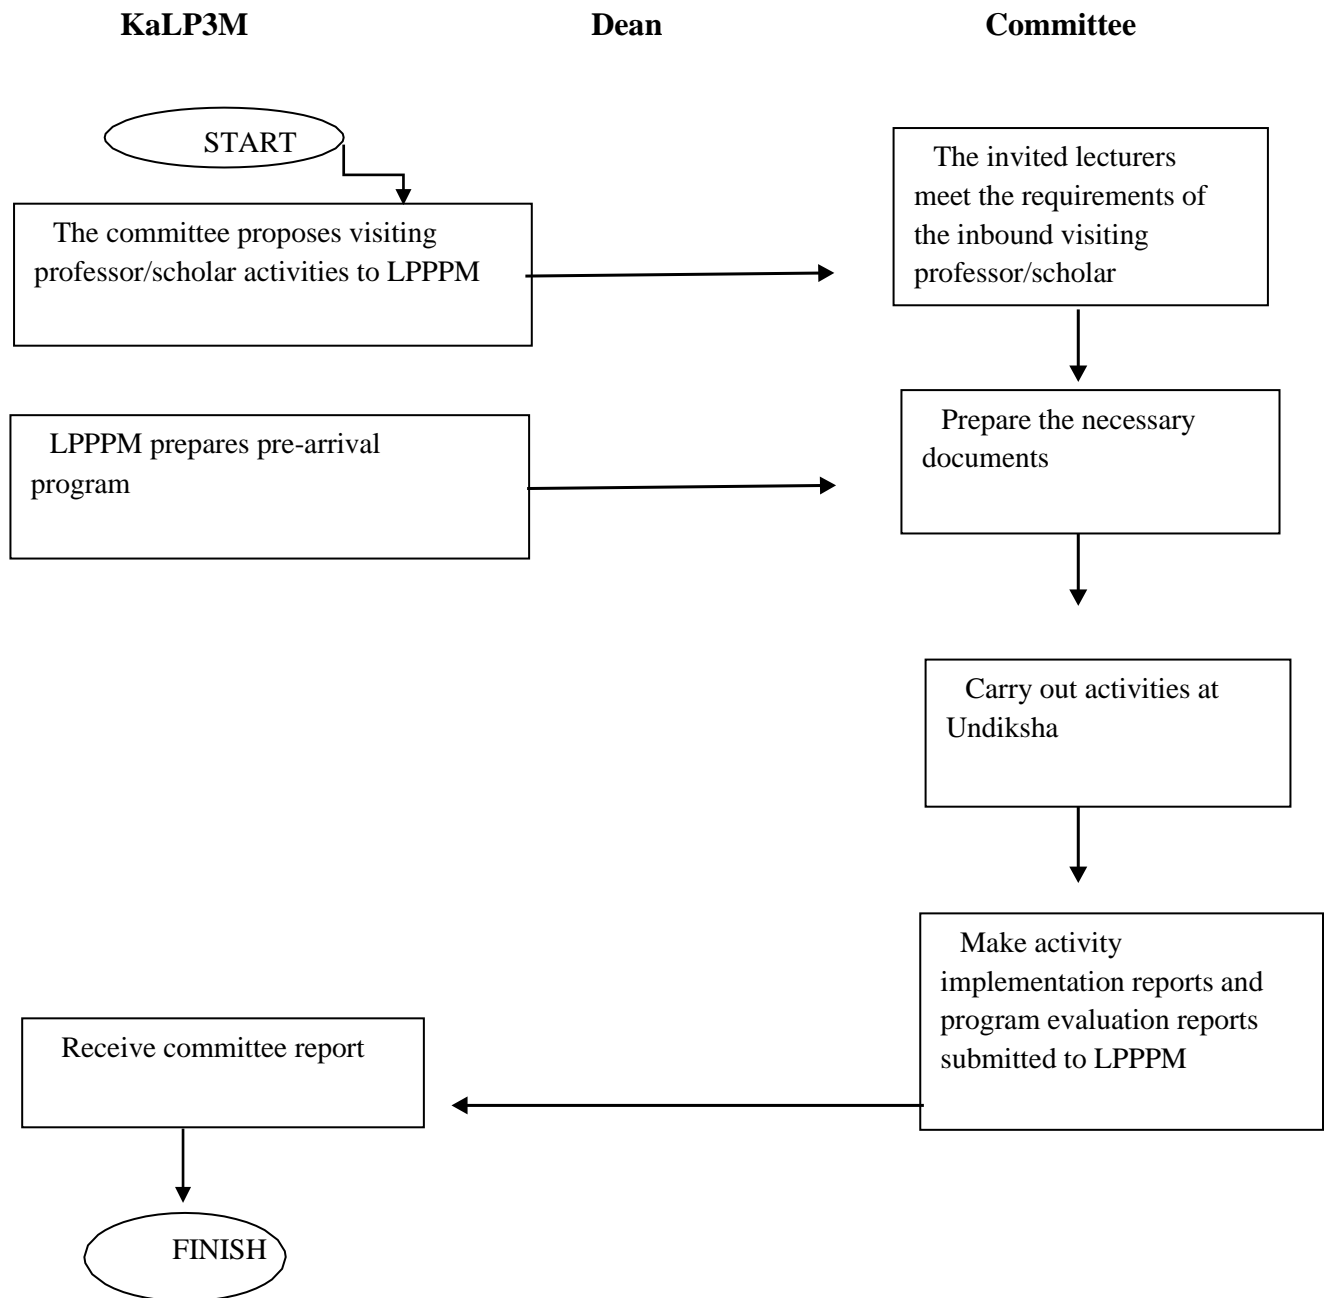 KaLP3M
Dean
Committee
START
The committee proposes visiting
professor/scholar activities to LPPPM
The invited lecturers
meet the requirements of
the inbound visiting
professor/scholar
LPPPM prepares pre-arrival
program
Prepare the necessary
documents
Carry out activities at
Undiksha
Make activity
implementation reports and
program evaluation reports
submitted to LPPPM
Receive committee report
FINISH